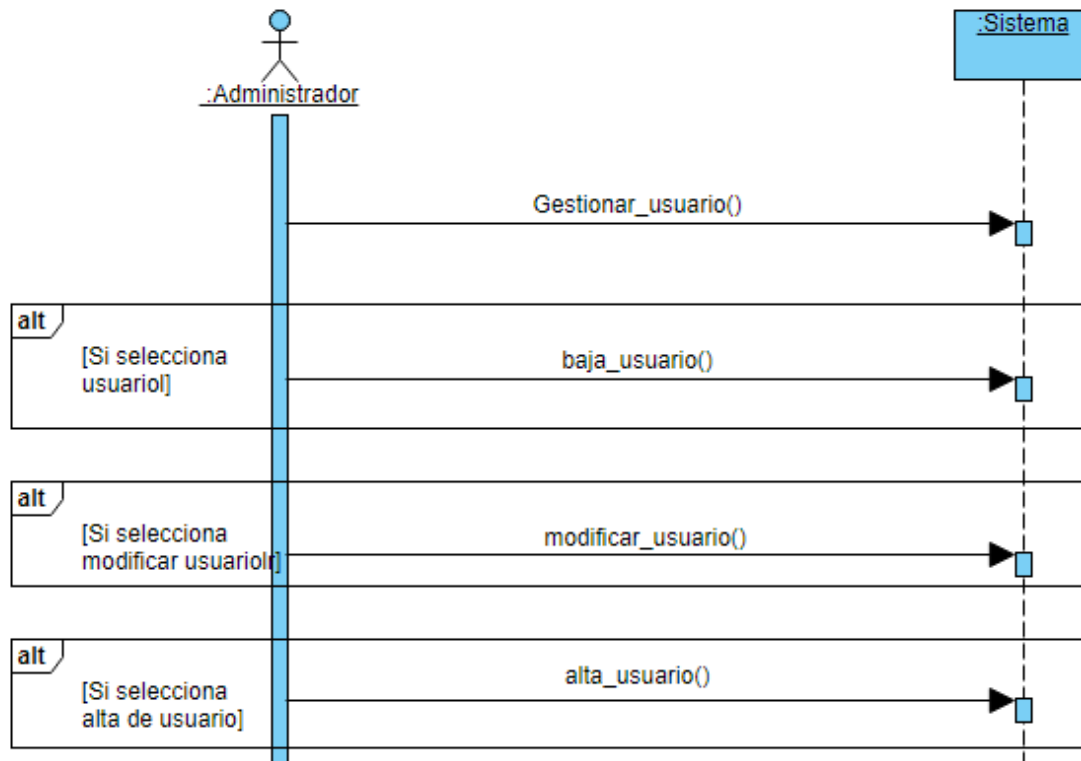 :Sistema
:Administrador
Gestionar_usuario()
alt
[Si selecciona
usuariol]
baja_usuario()
alt
[Si selecciona
modificar usuariolr]
modificar_usuario()
alt
[Si selecciona
alta de usuario]
alta_usuario()